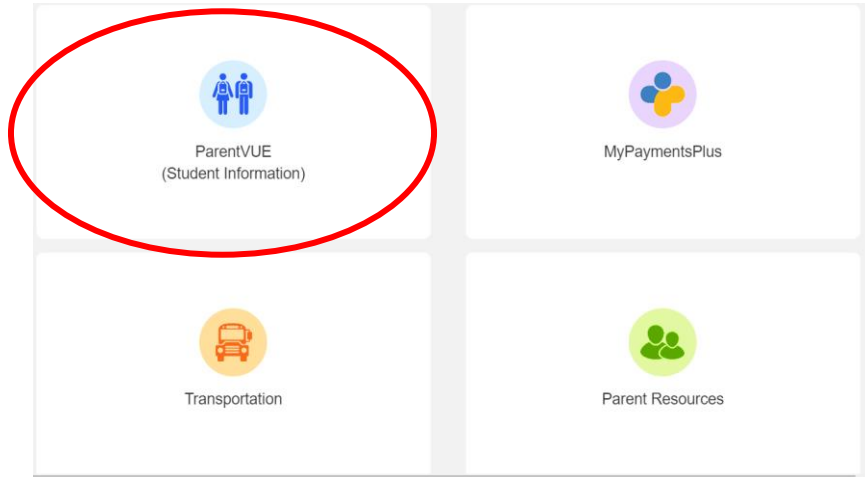 ParentVUE
(Student Information)
MyPaymentsPlus
Transportation
Parent Resources